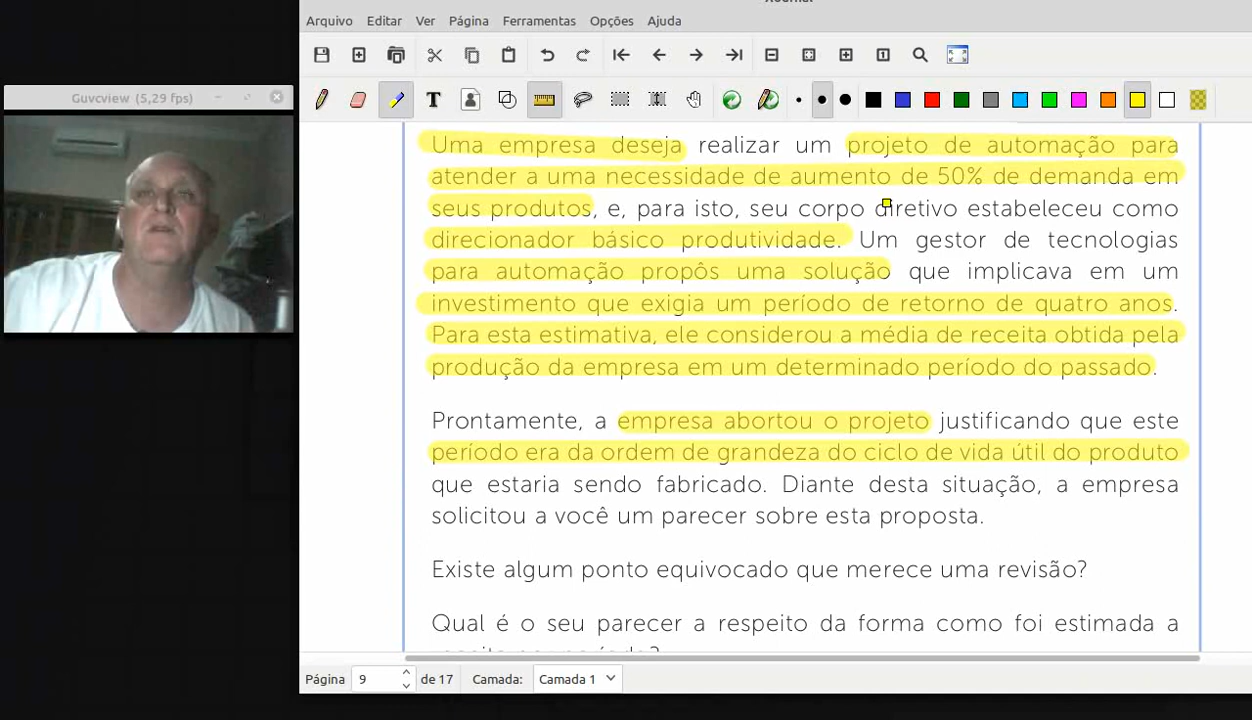 Xournal
Arquivo Editar Ver Página Ferramentas Opções Ajuda
Guvcview (5,29 fps)
T
1
Uma empresa deseja realizar um projeto de automação para
atender a uma necessidade de aumento de 50% de demanda em
seus produtos, e, para isto, seu corpo diretivo estabeleceu como
direcionador básico produtividade. Um gestor de tecnologias
para automação propôs uma solução que implicava em um
investimento que exigia um período de retorno de quatro anos.
Para esta estimativa, ele considerou a média de receita obtida pela
produção da empresa em um determinado período do passado.
Prontamente, a empresa abortou o projeto justificando que este
período era da ordem de grandeza do ciclo de vida útil do produto
que estaria sendo fabricado. Diante desta situação, a empresa
solicitou a você um parecer sobre esta proposta.
Existe algum ponto equivocado que merece uma revisão?
Qual é o seu parecer a respeito da forma como foi estimada a
Página 9 de 17 Camada: Camada 1